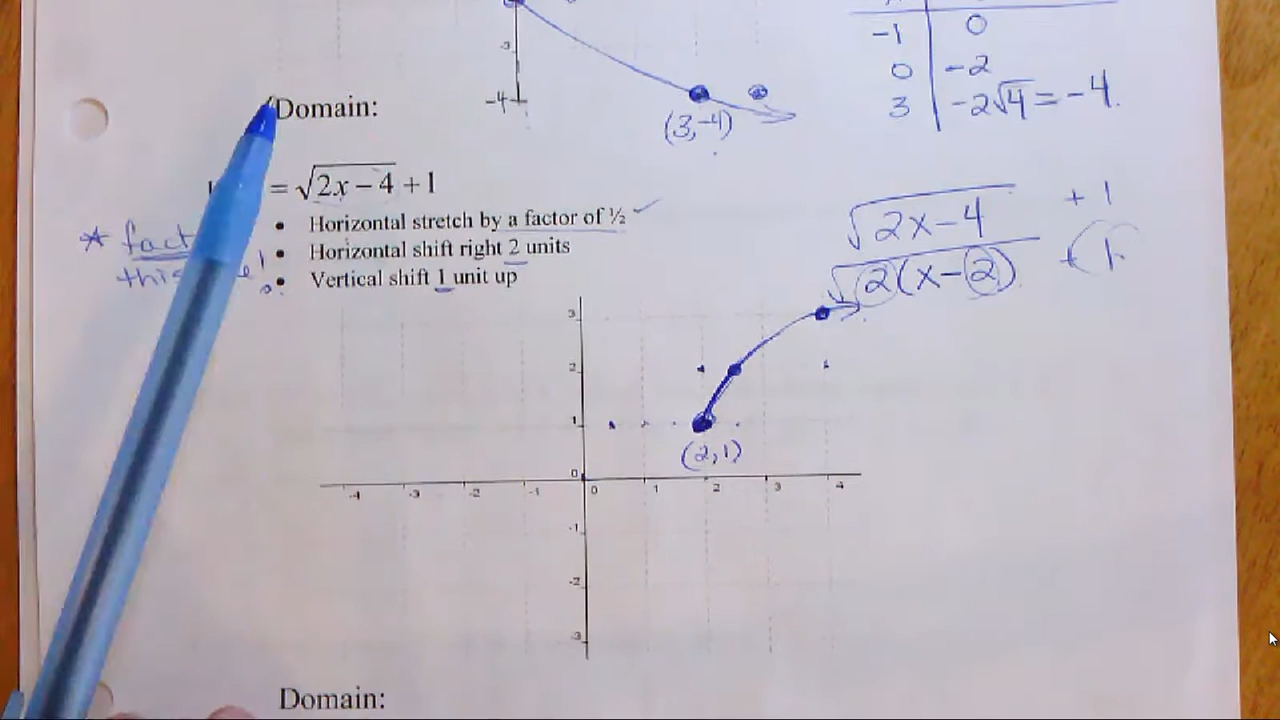 -3
-4
(3,-4)
-1 0
0 -2
3 -2√4 = -4.
Domain:
= √2x − 4 + 1
• Horizontal stretch by a factor of ½
• Horizontal shift right 2 units
• Vertical shift 1 unit up
* fact
this
√2x-4 + 1
√2(x-2) + 1
3
2
1
(2,1)
0
-4 -3 -2 -1 0 1 2 3 4
-1
-2
-3
Domain: